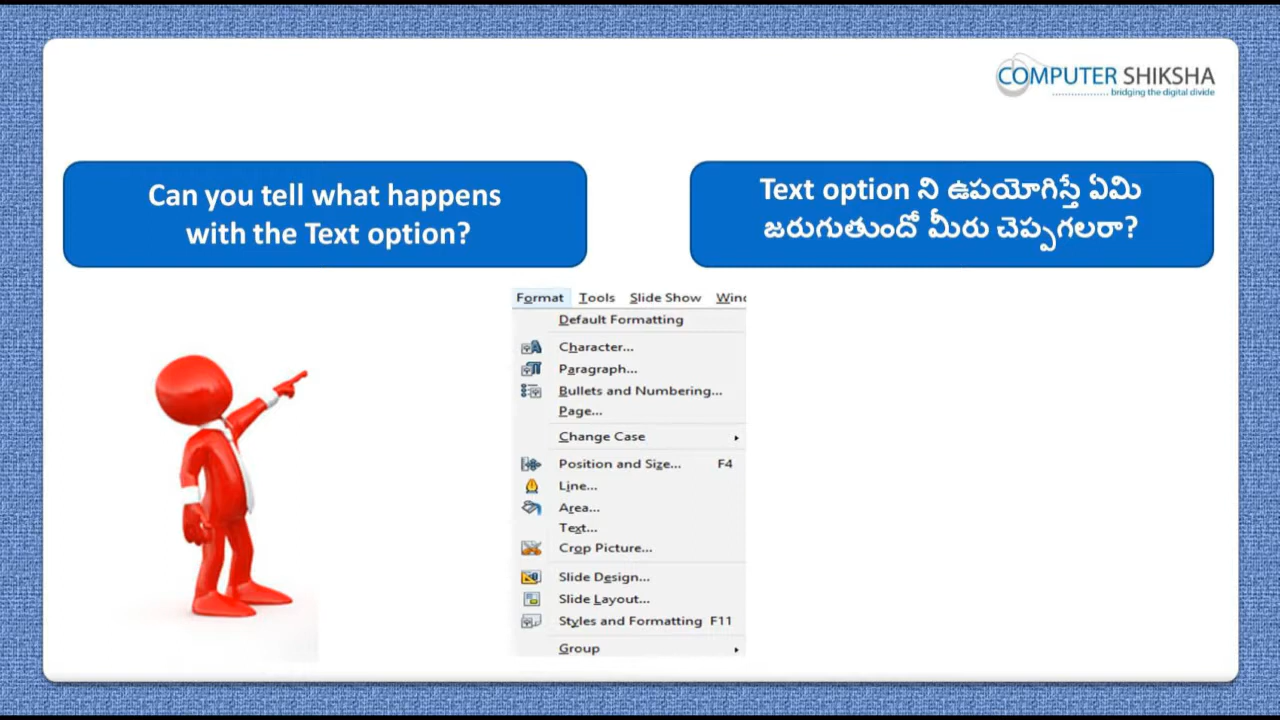 COMPUTER SHIKSHA
.................. bridging the digital divide
Can you tell what happens
with the Text option?
Text option ని ఉపయోగిస్తే ఏమి
జరుగుతుందో మీరు చెప్పగలరా?
Format Tools Slide Show Wind
Default Formatting
Character...
Paragraph...
Bullets and Numbering...
Page...
Change Case
Position and Size... F4
Line...
Area...
Text...
Crop Picture...
Slide Design...
Slide Layout...
Styles and Formatting F11
Group